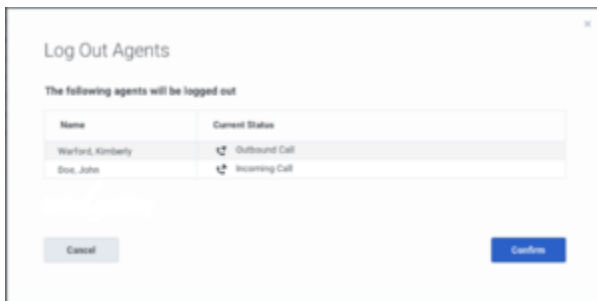 Log Out Agents
The following agents will be logged out
Name Current Status
Warford, Kimberly Outbound Call
Doe, John Incoming Call
Cancel Confirm